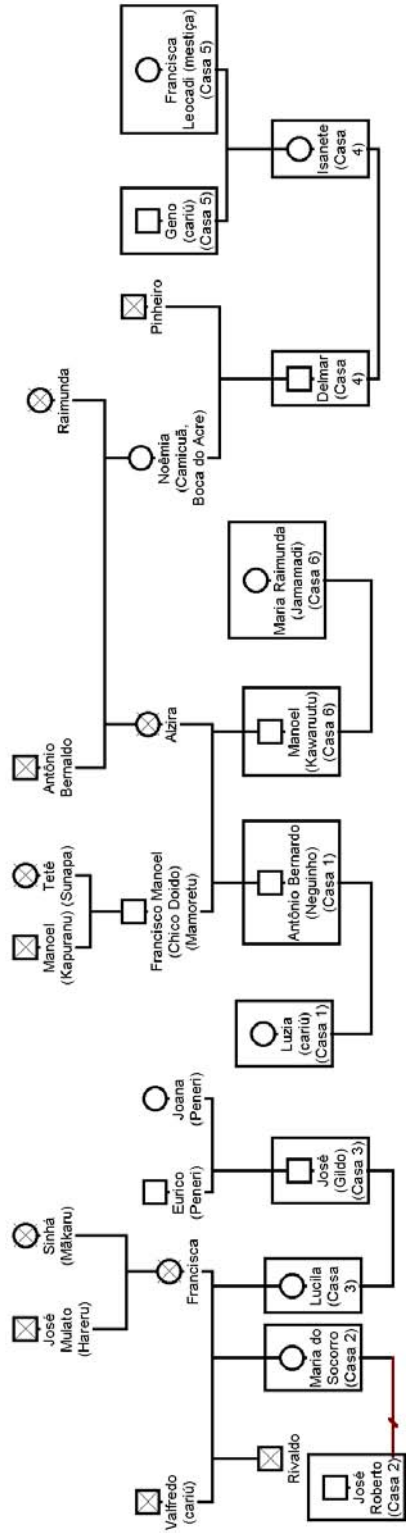 José
Mulato
(Hareru)
Sinhá
(Mãkaru)
Valfredo
(cariú)
Francisca
Eurico
(Peneri)
Joana
(Peneri)
Rivaldo
José
Roberto
(Casa 2)
Maria do
Socorro
(Casa 2)
Lucila
(Casa
3)
José
(Gildo)
(Casa 3)
Manoel
(Kapuranu)
Tetê
(Sunapa)
Antônio
Bernaldo
Raimunda
Francisco Manoel
(Chico Doido)
(Mamoretu)
Alzira
Noêmia
(Camicuã,
Boca do Acre)
Pinheiro
Luzia
(cariú)
(Casa 1)
Antônio Bernardo
(Neguinho)
(Casa 1)
Manoel
(Kawaruutu)
(Casa 6)
Maria Raimunda
(Jamamadi)
(Casa 6)
Delmar
(Casa
4)
Isanete
(Casa
4)
Geno
(cariú)
(Casa 5)
Francisca
Leocadi (mestiça)
(Casa 5)